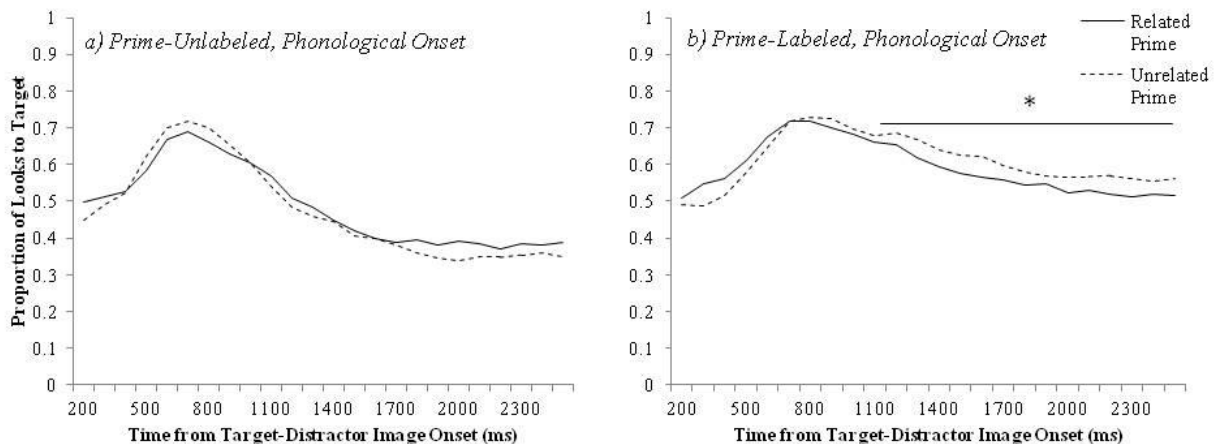 a) Prime-Unlabeled, Phonological Onset
Proportion of Looks to Target
1
0.9
0.8
0.7
0.6
0.5
0.4
0.3
0.2
0.1
0
200 500 800 1100 1400 1700 2000 2300
Time from Target-Distractor Image Onset (ms)
b) Prime-Labeled, Phonological Onset
Related
Prime
Unrelated
Prime
*
1
0.9
0.8
0.7
0.6
0.5
0.4
0.3
0.2
0.1
0
200 500 800 1100 1400 1700 2000 2300
Time from Target-Distractor Image Onset (ms)